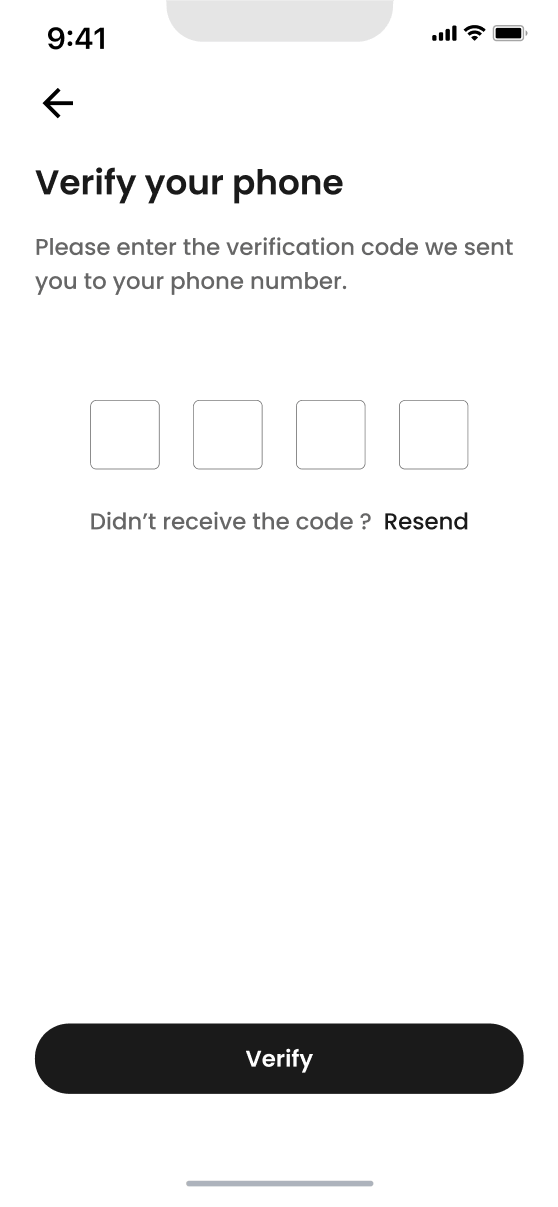 9:41
Verify your phone
Please enter the verification code we sent
you to your phone number.
Didn’t receive the code ? Resend
Verify